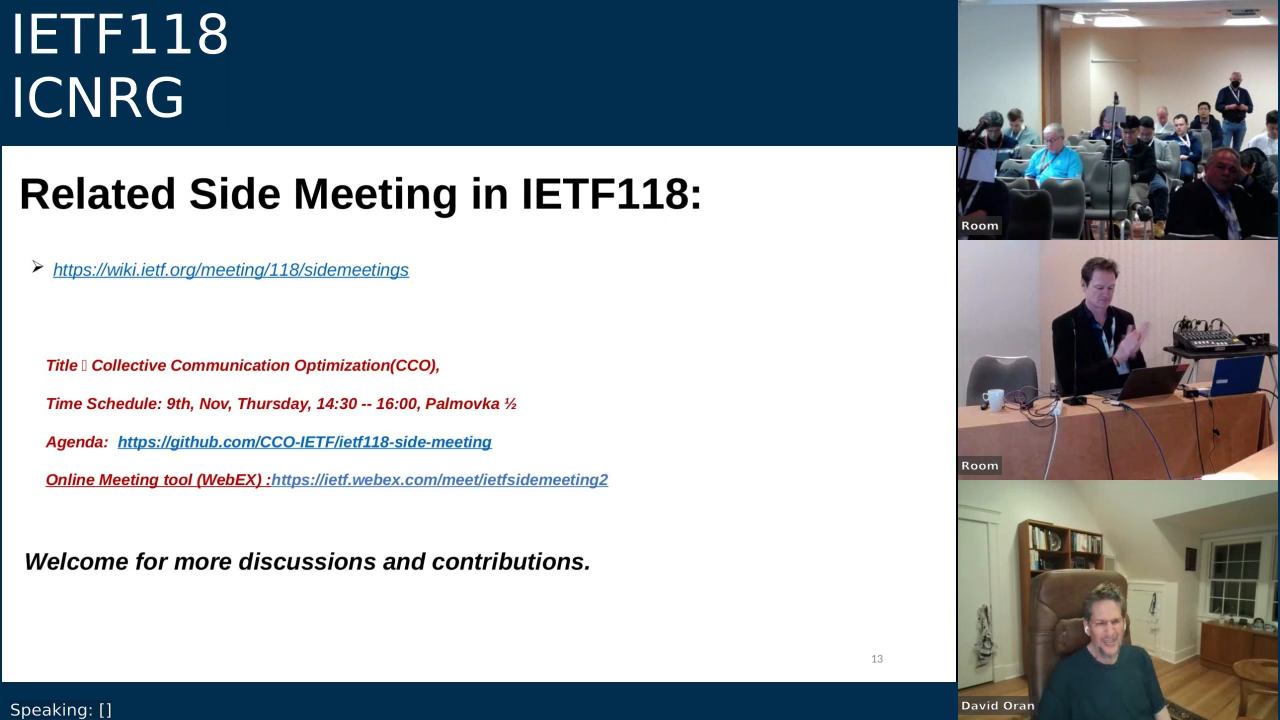 IETF118
ICNRG
Related Side Meeting in IETF118:
➢ https://wiki.ietf.org/meeting/118/sidemeetings
Title ▯ Collective Communication Optimization(CCO),
Time Schedule: 9th, Nov, Thursday, 14:30 -- 16:00, Palmovka ½
Agenda: https://github.com/CCO-IETF/ietf118-side-meeting
Online Meeting tool (WebEX) :https://ietf.webex.com/meet/ietfsidemeeting2
Welcome for more discussions and contributions.
13
Speaking: []
Room
Room
David Oran